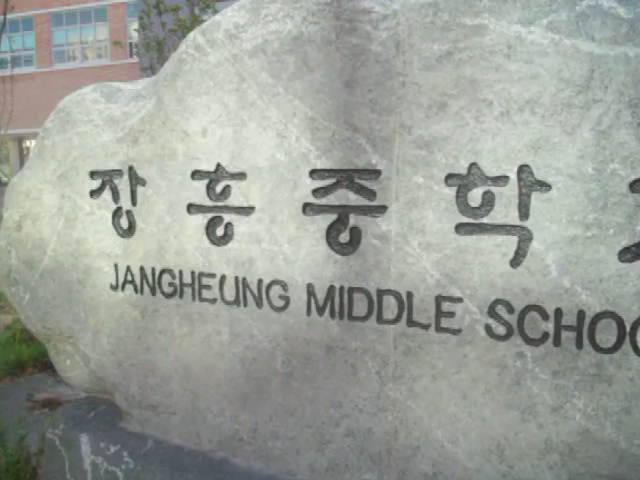 장흥중학
JANGHEUNG MIDDLE SCHOO